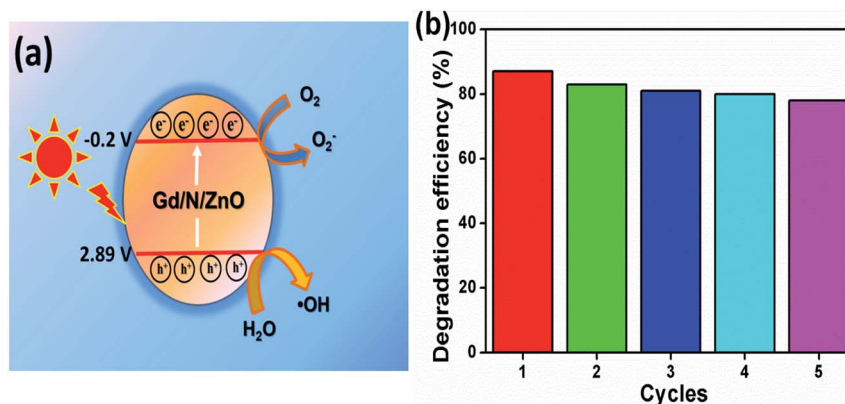 (a)
e⁻ e⁻ e⁻ e⁻
O₂
-0.2 V
O₂⁻
Gd/N/ZnO
2.89 V
h⁺ h⁺ h⁺ h⁺
•OH
H₂O
(b)
100
80
60
40
20
0
Degradation efficiency (%)
1 2 3 4 5
Cycles